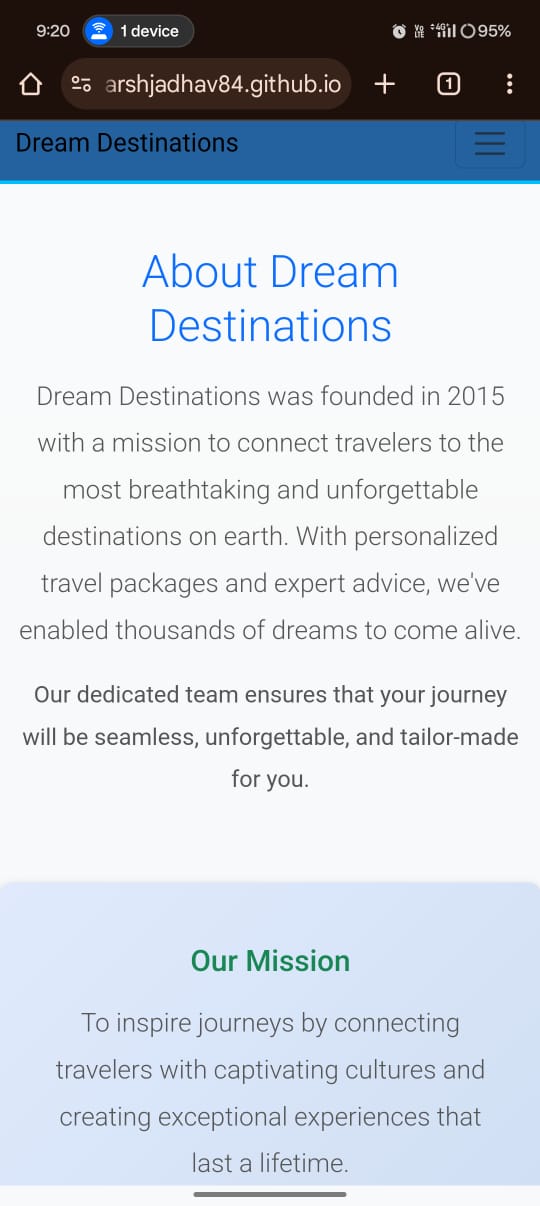 9:20 1 device 4G 95%
arshjadhav84.github.io 1
Dream Destinations
About Dream
Destinations
Dream Destinations was founded in 2015
with a mission to connect travelers to the
most breathtaking and unforgettable
destinations on earth. With personalized
travel packages and expert advice, we've
enabled thousands of dreams to come alive.
Our dedicated team ensures that your journey
will be seamless, unforgettable, and tailor-made
for you.
Our Mission
To inspire journeys by connecting
travelers with captivating cultures and
creating exceptional experiences that
last a lifetime.